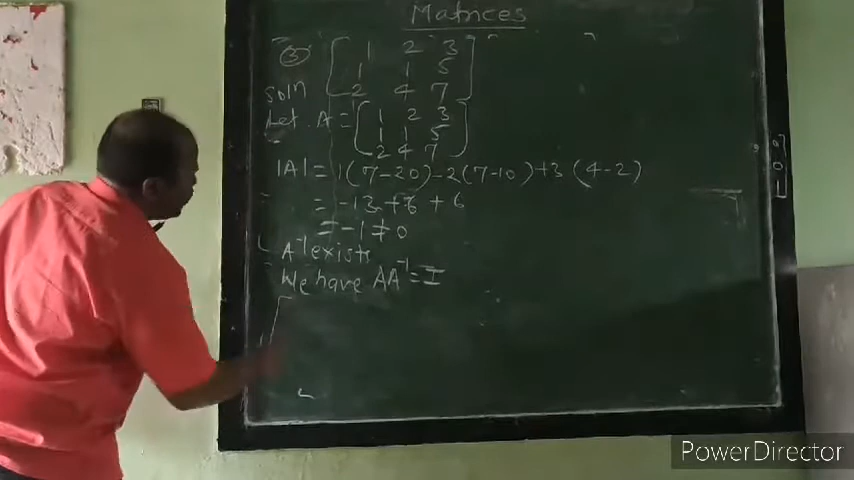 Matrices
③ [ 1 2 3
1 1 5
2 4 7 ]
soln
Let A = [ 1 2 3
1 1 5
2 4 7 ]
|A| = 1(7-20)-2(7-10)+3(4-2)
= -13+6+6
= -1 ≠ 0
A⁻¹ exists
We have AA⁻¹ = I
[
PowerDirector